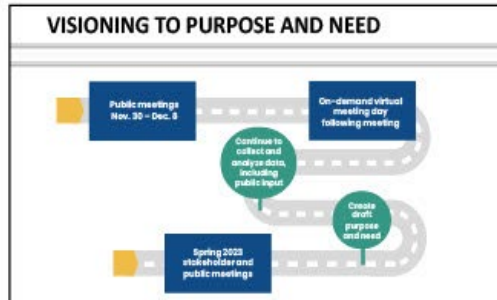 VISIONING TO PURPOSE AND NEED
Public meetings
Nov. 30 – Dec. 8
On-demand virtual
meeting day
following meeting
Continue to
collect and
analyze data,
including
public input
Create
draft
purpose
and need
Spring 2023
stakeholder and
public meetings